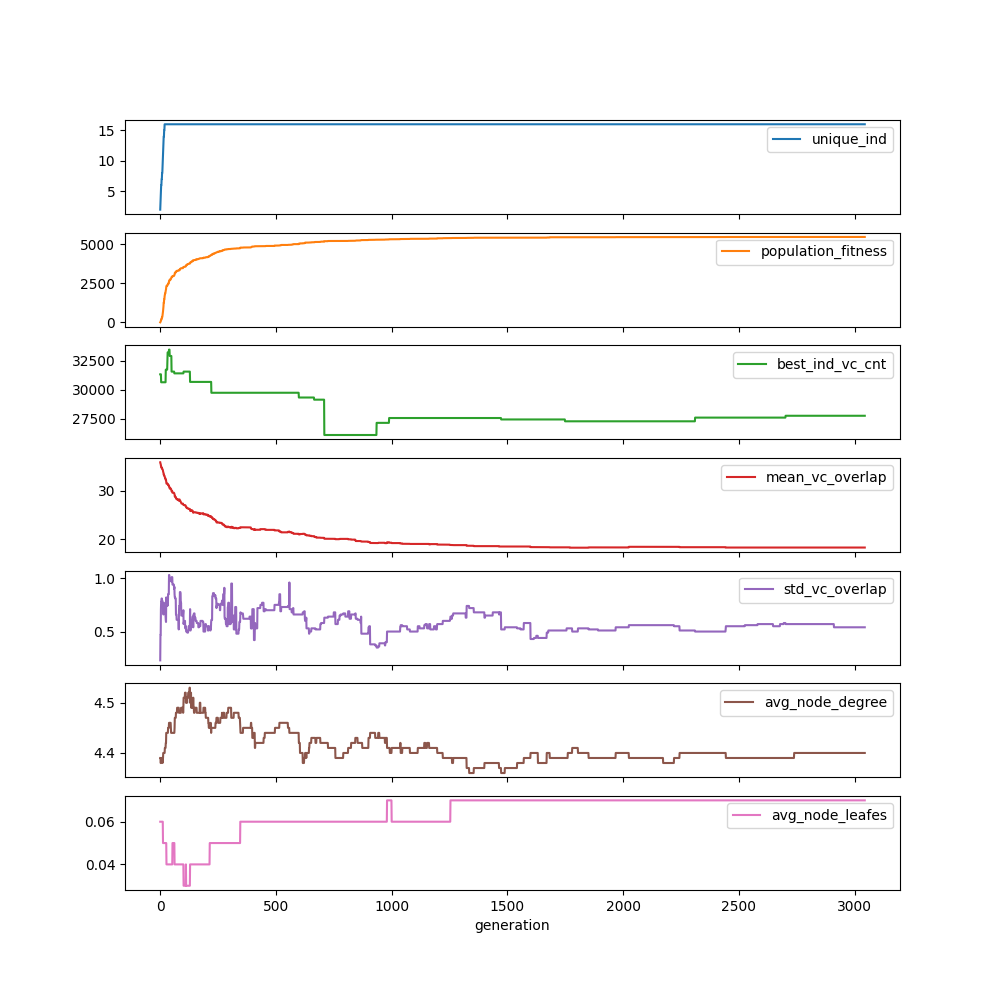 15
10
5
unique_ind
5000
2500
0
population_fitness
32500
30000
27500
best_ind_vc_cnt
30
20
mean_vc_overlap
1.0
0.5
std_vc_overlap
4.5
4.4
avg_node_degree
0.06
0.04
avg_node_leafes
0 500 1000 1500 2000 2500 3000
generation